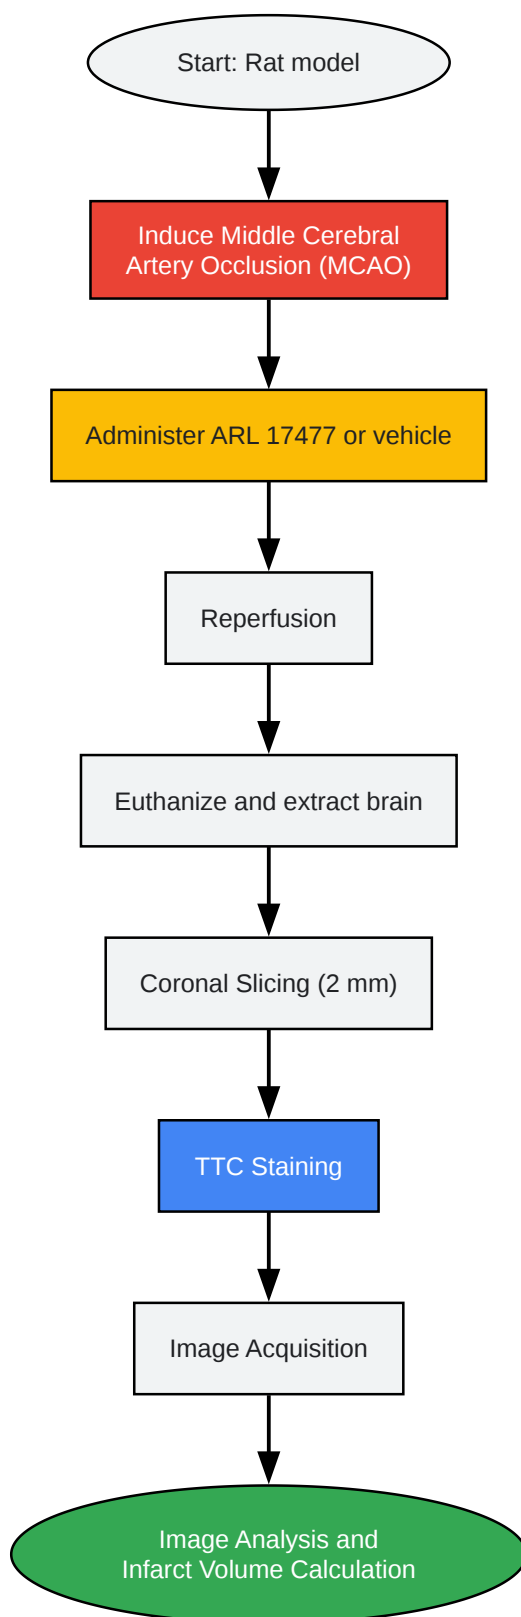 Start: Rat model
Induce Middle Cerebral
Artery Occlusion (MCAO)
Administer ARL 17477 or vehicle
Reperfusion
Euthanize and extract brain
Coronal Slicing (2 mm)
TTC Staining
Image Acquisition
Image Analysis and
Infarct Volume Calculation